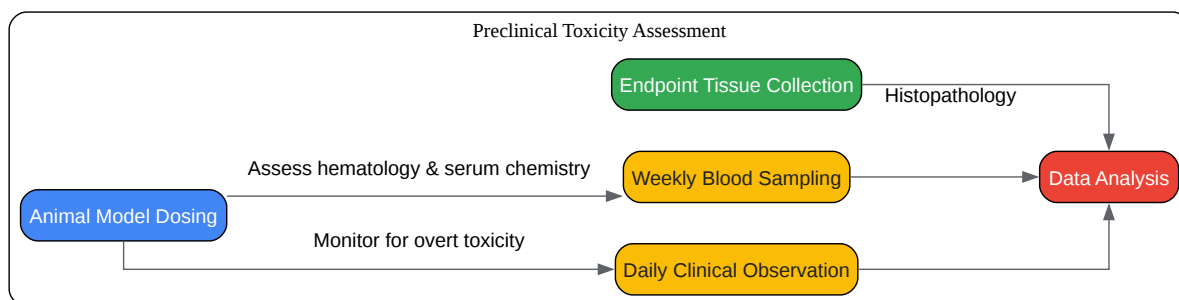 Preclinical Toxicity Assessment
Endpoint Tissue Collection
Histopathology
Assess hematology & serum chemistry
Weekly Blood Sampling
Data Analysis
Animal Model Dosing
Monitor for overt toxicity
Daily Clinical Observation